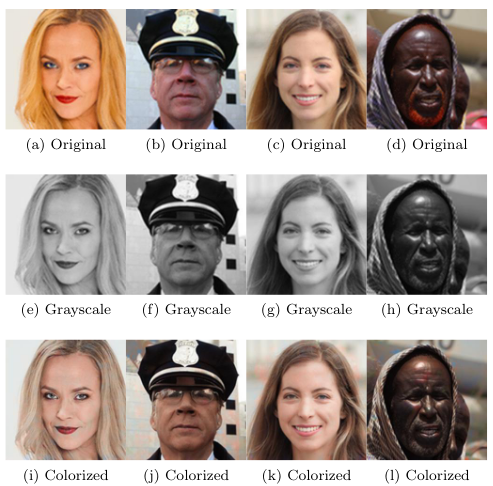 (a) Original (b) Original (c) Original (d) Original
(e) Grayscale (f) Grayscale (g) Grayscale (h) Grayscale
(i) Colorized (j) Colorized (k) Colorized (l) Colorized